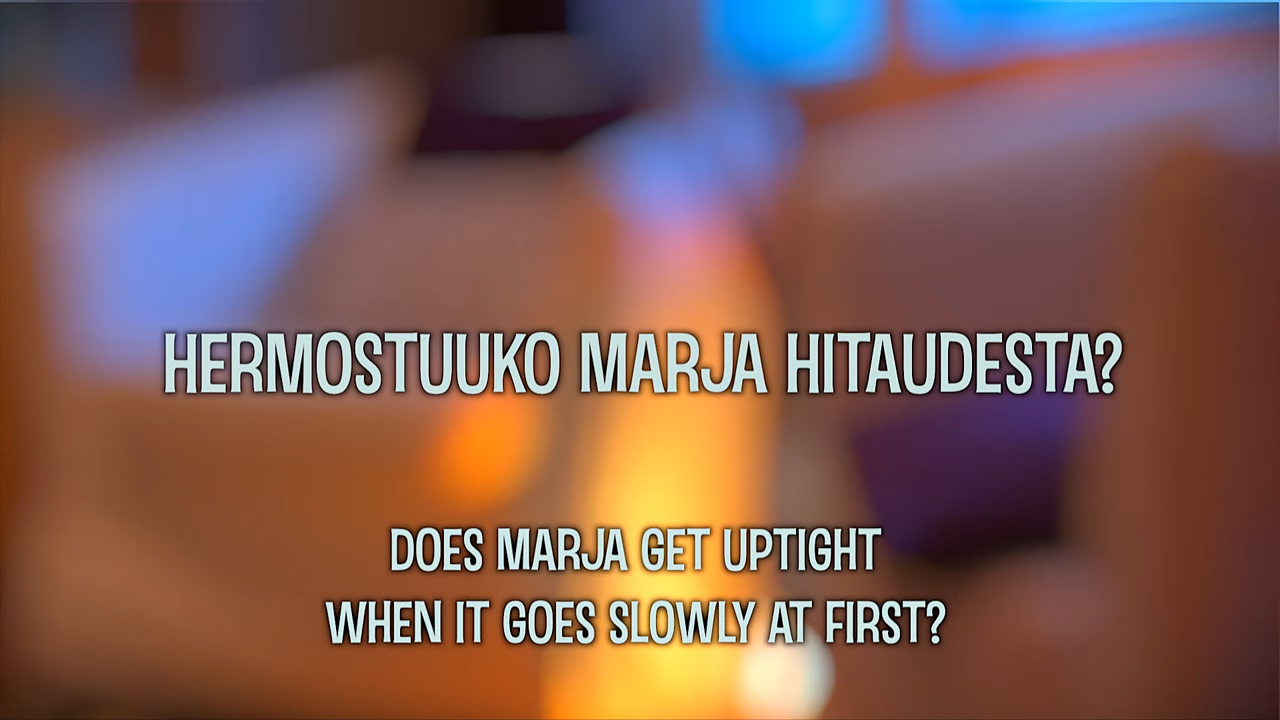 HERMOSTUUKO MARJA HITAUDESTA?
DOES MARJA GET UPTIGHT
WHEN IT GOES SLOWLY AT FIRST?